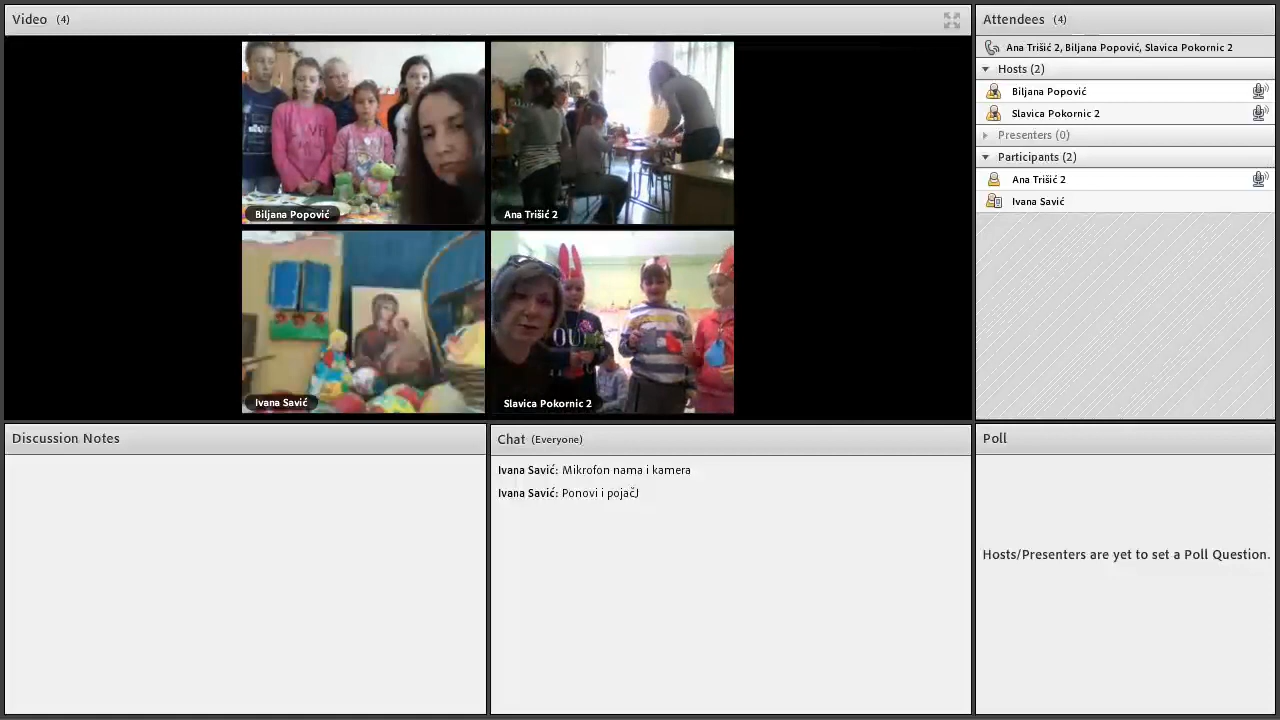 Video (4)
Biljana Popović
Ana Trišić 2
Ivana Savić
Slavica Pokornic 2
Attendees (4)
Ana Trišić 2, Biljana Popović, Slavica Pokornic 2
Hosts (2)
Biljana Popović
Slavica Pokornic 2
Presenters (0)
Participants (2)
Ana Trišić 2
Ivana Savić
Discussion Notes
Chat (Everyone)
Ivana Savić: Mikrofon nama i kamera
Ivana Savić: Ponovi i pojačJ
Poll
Hosts/Presenters are yet to set a Poll Question.